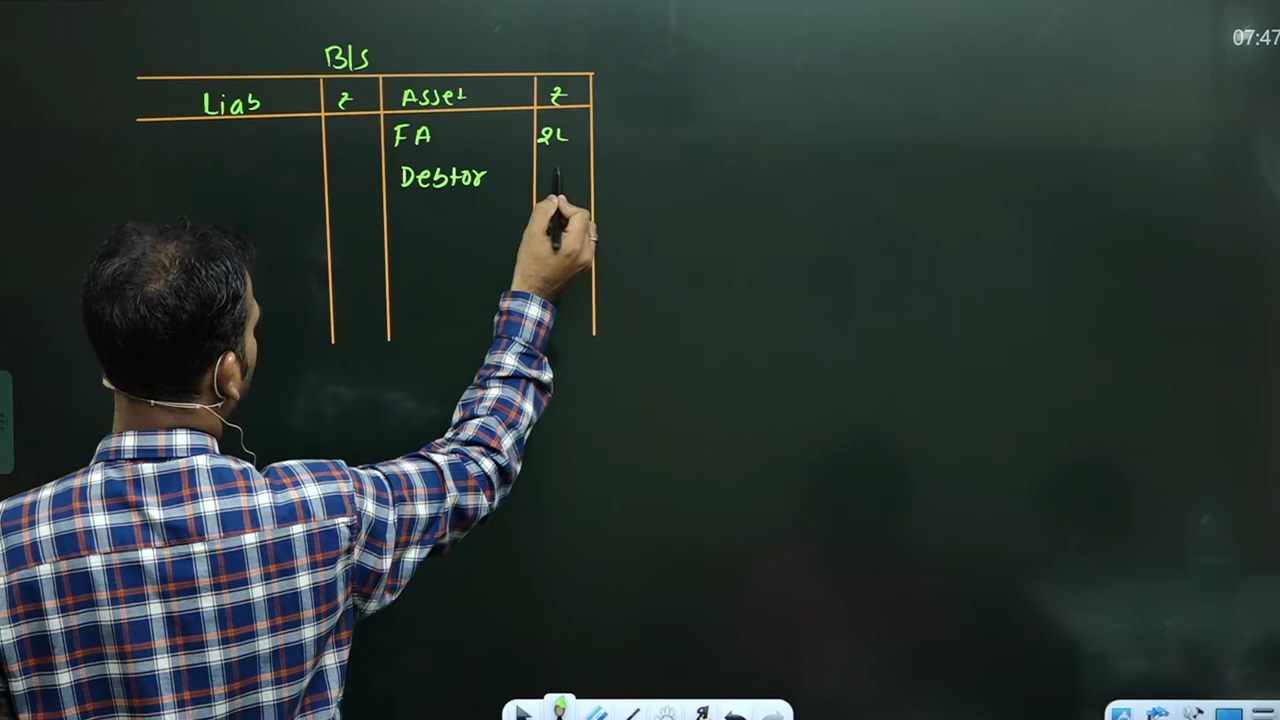 B/S
Liab ₹ Asset ₹
FA 2L
Debtor
07:47